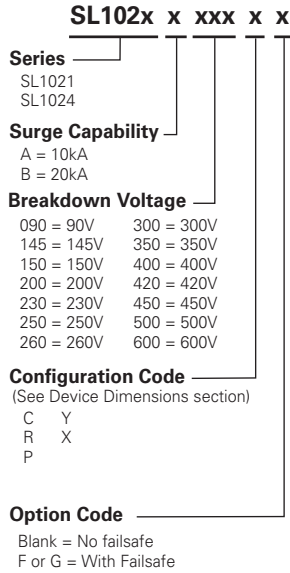 SL102x x xxx x x
Series
SL1021
SL1024
Surge Capability
A = 10kA
B = 20kA
Breakdown Voltage
090 = 90V 300 = 300V
145 = 145V 350 = 350V
150 = 150V 400 = 400V
200 = 200V 420 = 420V
230 = 230V 450 = 450V
250 = 250V 500 = 500V
260 = 260V 600 = 600V
Configuration Code
(See Device Dimensions section)
C Y
R X
P
Option Code
Blank = No failsafe
F or G = With Failsafe